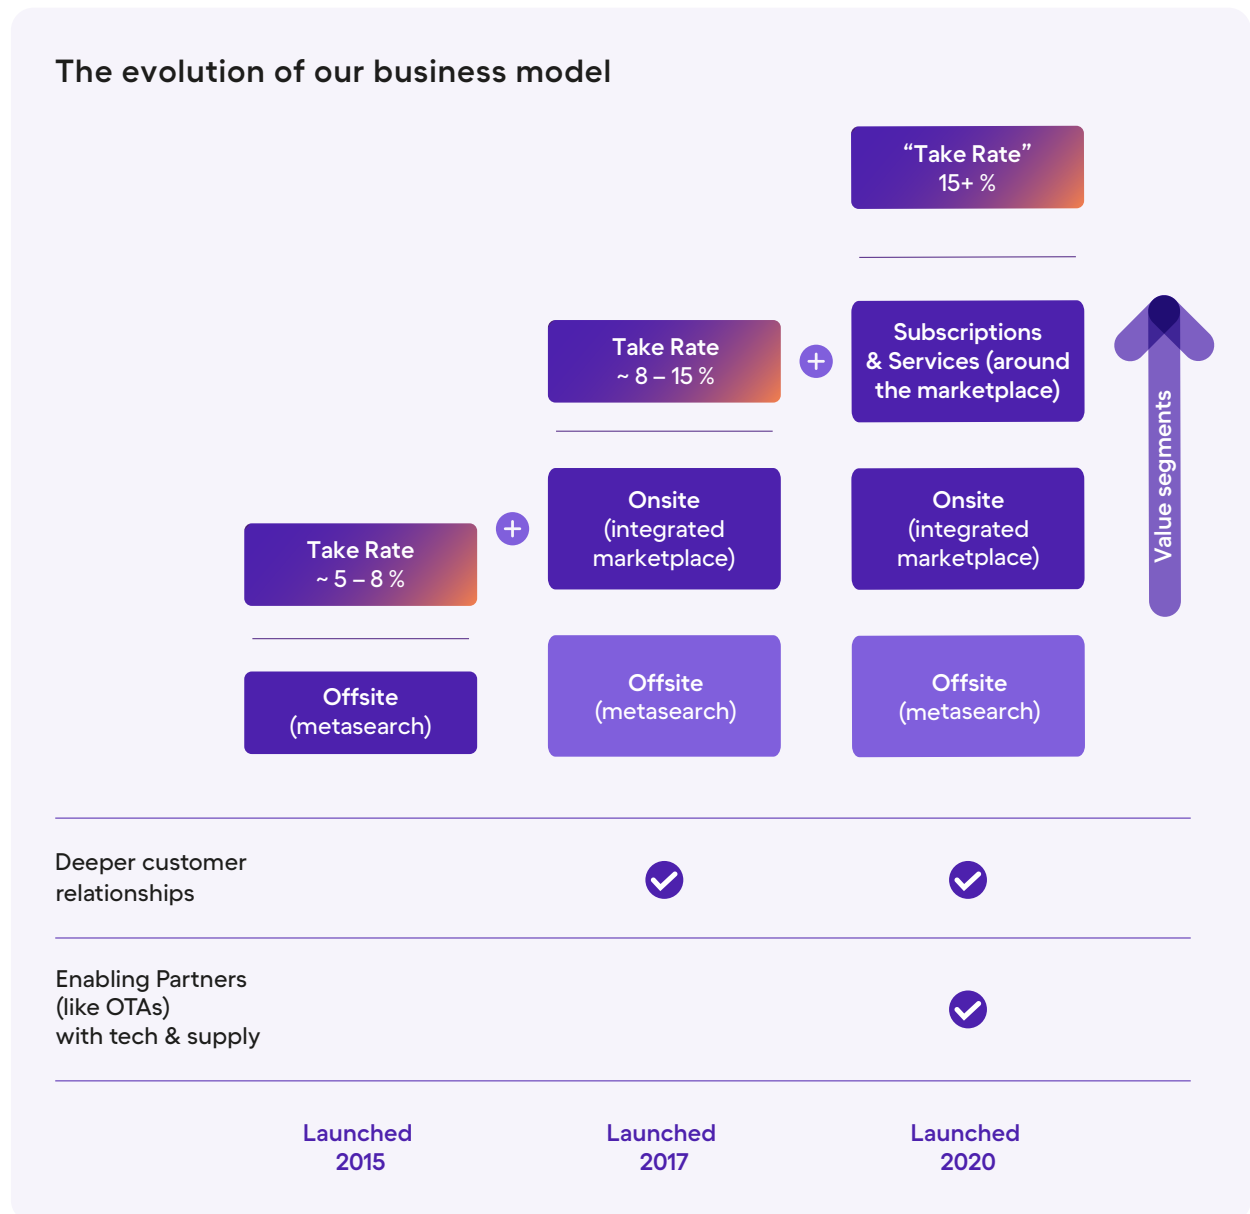 The evolution of our business model
“Take Rate”
15+ %
Subscriptions
& Services (around
the marketplace)
Take Rate
~ 8 – 15 %
Onsite
(integrated
marketplace)
Onsite
(integrated
marketplace)
Take Rate
~ 5 – 8 %
Offsite
(metasearch)
Offsite
(metasearch)
Offsite
(metasearch)
Value segments
Deeper customer
relationships
Enabling Partners
(like OTAs)
with tech & supply
Launched
2015
Launched
2017
Launched
2020